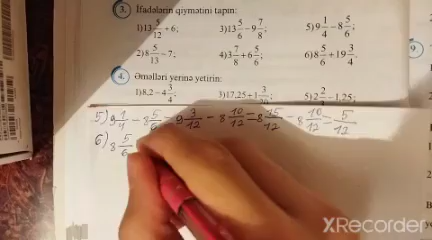 3. İfadələrin qiymətini tapın:
1) 13 5/12 + 6; 3) 13 5/6 − 9 7/8; 5) 9 1/4 − 8 5/6;
2) 8 5/13 − 7; 4) 3 7/8 + 6 5/6; 6) 8 5/6 + 19 3/4.
4. Əməlləri yerinə yetirin:
1) 8,2 − 4 3/4; 3) 17,25 + 1 5) 2 − 1,25;
5) 9 1/4 − 8 5/6 9 3/12 − 8 10/12 = 8 15/12 − 8 10/12 = 5/12
6) 8 5/6
XRecorder